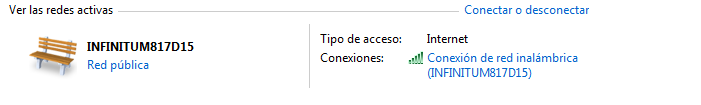 Ver las redes activas
Conectar o desconectar
INFINITUM817D15
Red pública
Tipo de acceso: Internet
Conexiones: Conexión de red inalámbrica
(INFINITUM817D15)